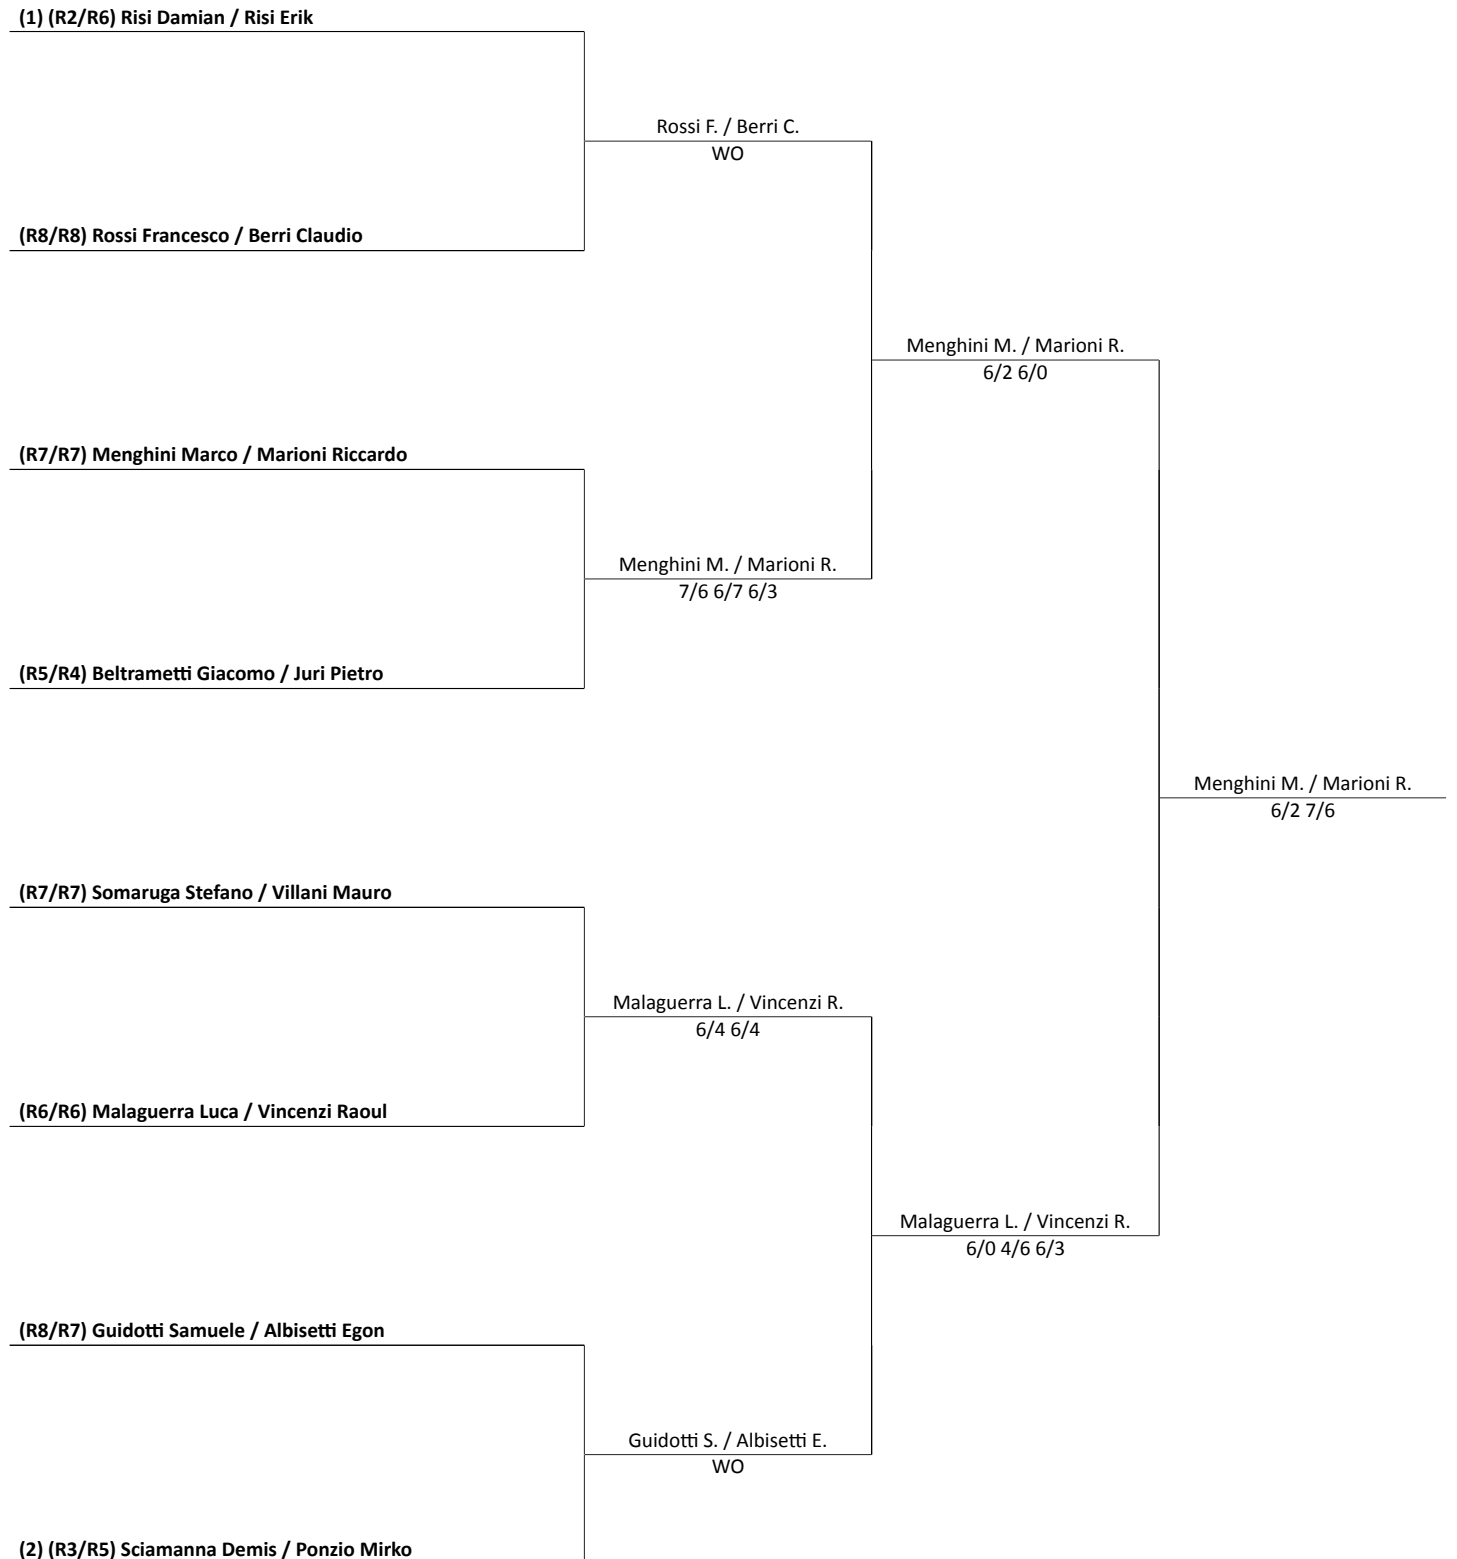 (1) (R2/R6) Risi Damian / Risi Erik
Rossi F. / Berri C.
WO
(R8/R8) Rossi Francesco / Berri Claudio
Menghini M. / Marioni R.
6/2 6/0
(R7/R7) Menghini Marco / Marioni Riccardo
Menghini M. / Marioni R.
7/6 6/7 6/3
(R5/R4) Beltrametti Giacomo / Juri Pietro
Menghini M. / Marioni R.
6/2 7/6
(R7/R7) Somaruga Stefano / Villani Mauro
Malaguerra L. / Vincenzi R.
6/4 6/4
(R6/R6) Malaguerra Luca / Vincenzi Raoul
Malaguerra L. / Vincenzi R.
6/0 4/6 6/3
(R8/R7) Guidotti Samuele / Albisetti Egon
Guidotti S. / Albisetti E.
WO
(2) (R3/R5) Sciamanna Demis / Ponzio Mirko